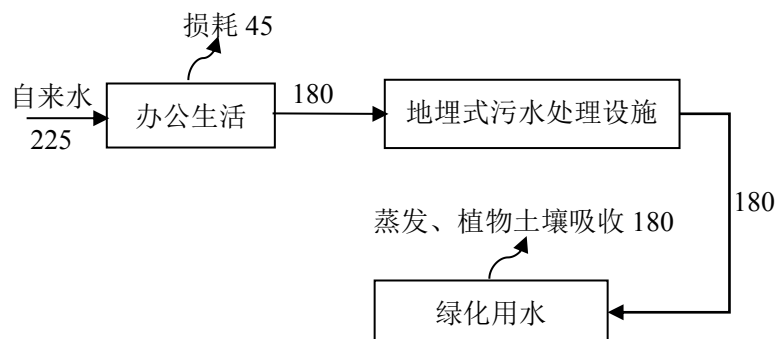 损耗 45
自来水
225
办公生活
180
地埋式污水处理设施
180
蒸发、植物土壤吸收 180
绿化用水